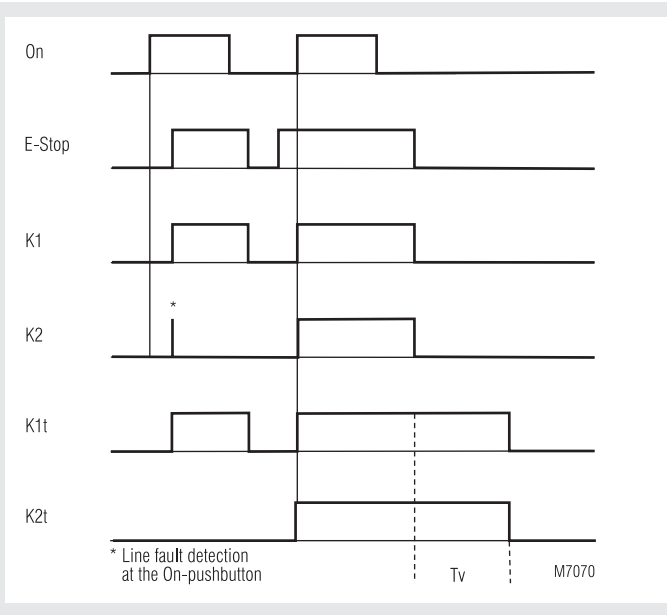 On
E-Stop
K1
*
K2
K1t
K2t
* Line fault detection
at the On-pushbutton
Tv
M7070